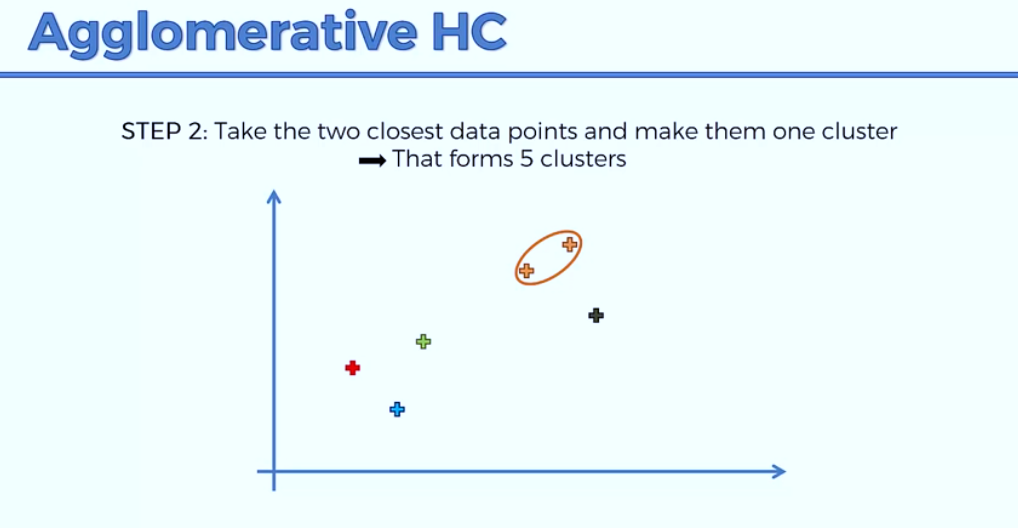 Agglomerative HC
STEP 2: Take the two closest data points and make them one cluster
➡ That forms 5 clusters